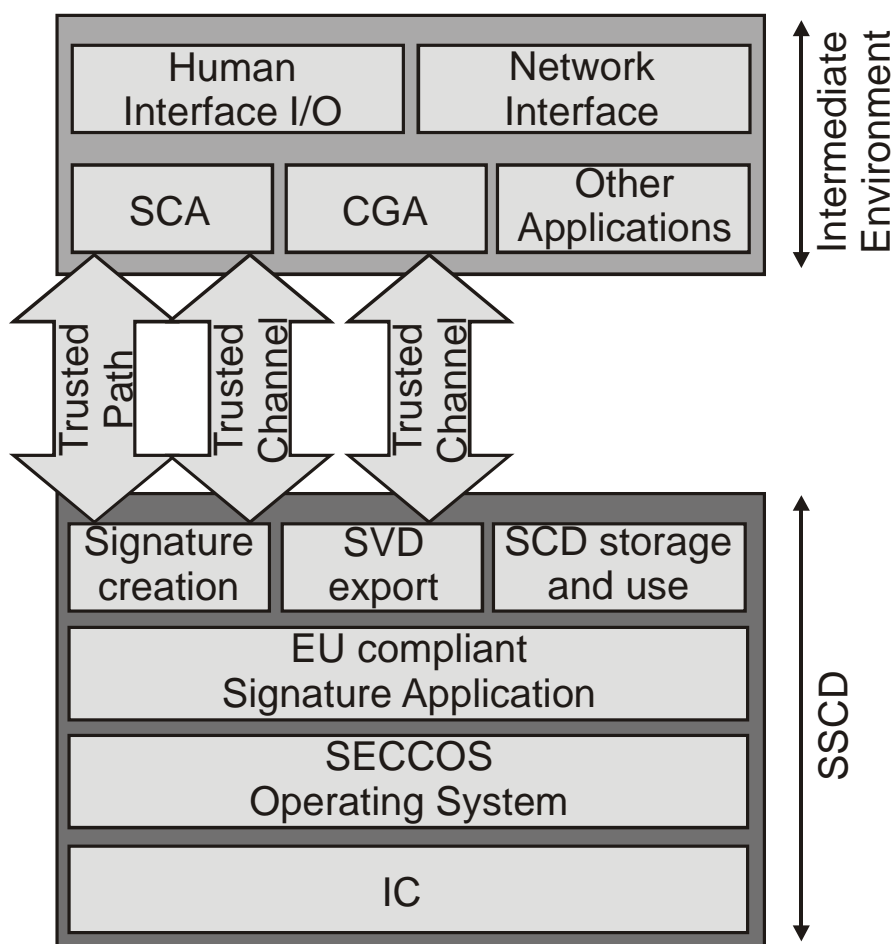 Human
Interface I/O
Network
Interface
SCA
CGA
Other
Applications
Intermediate
Environment
Trusted
Path
Trusted
Channel
Trusted
Channel
Signature
creation
SVD
export
SCD storage
and use
EU compliant
Signature Application
SECCOS
Operating System
IC
SSCD